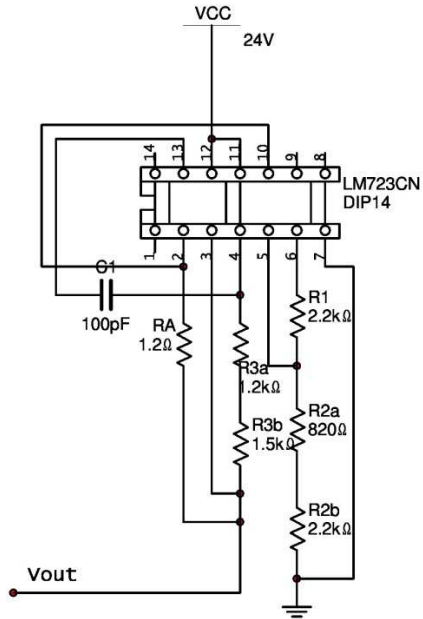 VCC
24V
14 13 12 11 10 9 8
LM723CN
DIP14
1 2 3 4 5 6 7
C1
100pF
RA
1.2Ω
R1
2.2kΩ
R3a
1.2kΩ
R2a
820Ω
R3b
1.5kΩ
R2b
2.2kΩ
Vout